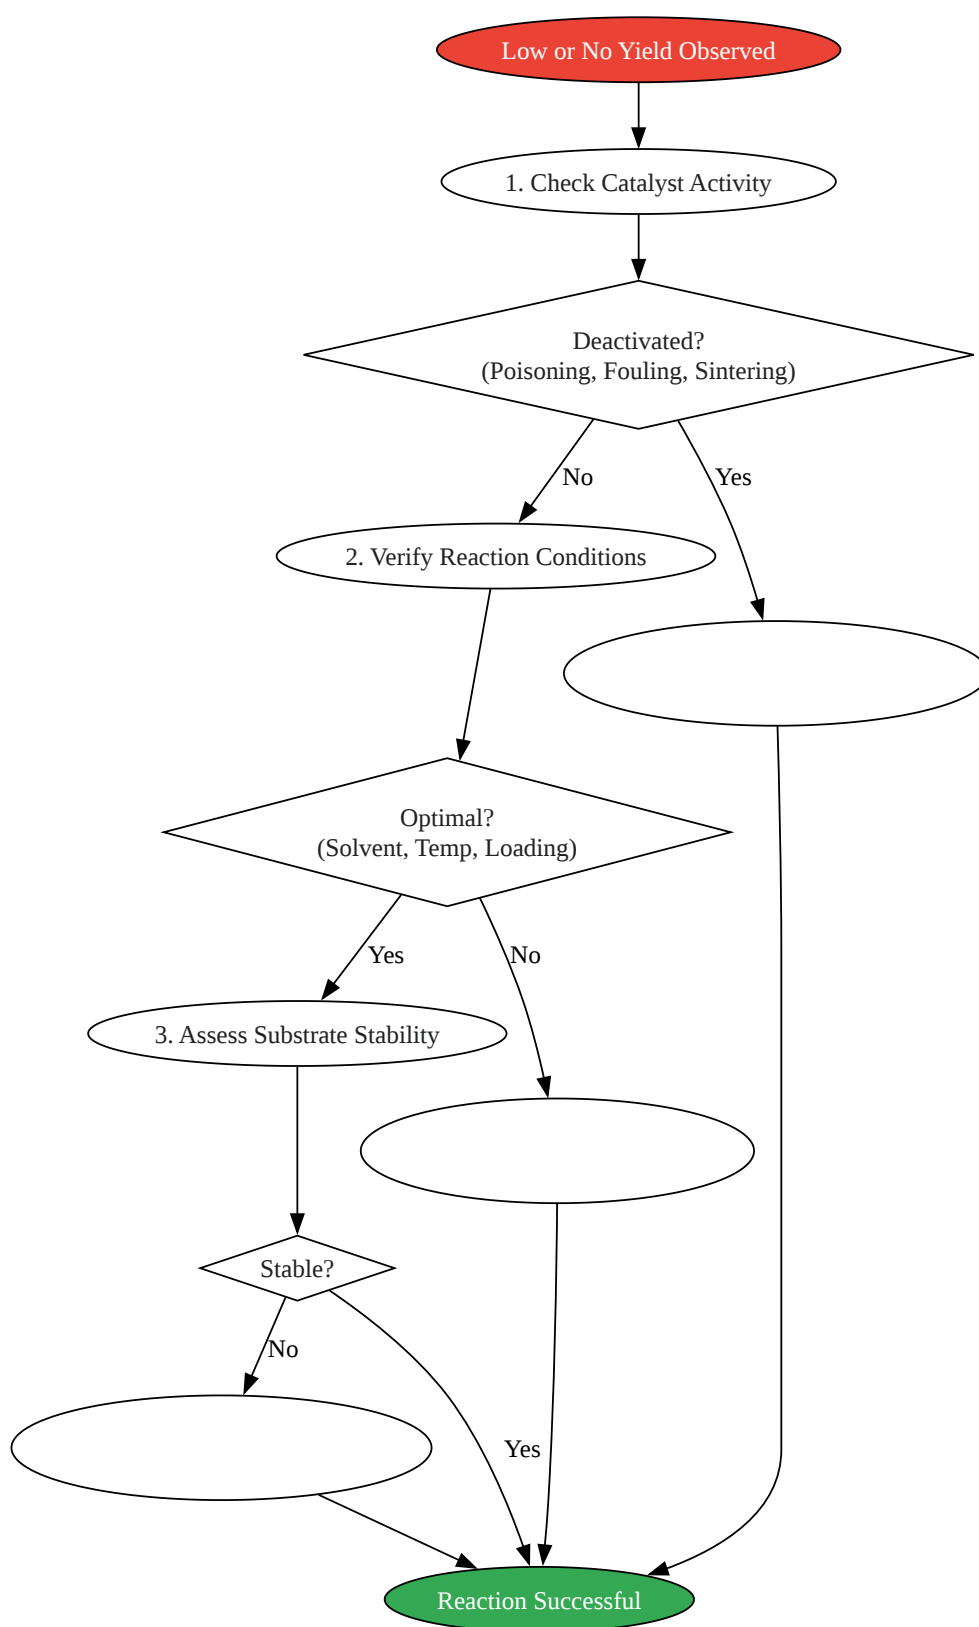 Low or No Yield Observed
1. Check Catalyst Activity
Deactivated?
(Poisoning, Fouling, Sintering)
No
Yes
2. Verify Reaction Conditions
Optimal?
(Solvent, Temp, Loading)
Yes
No
3. Assess Substrate Stability
Stable?
No
Yes
Reaction Successful